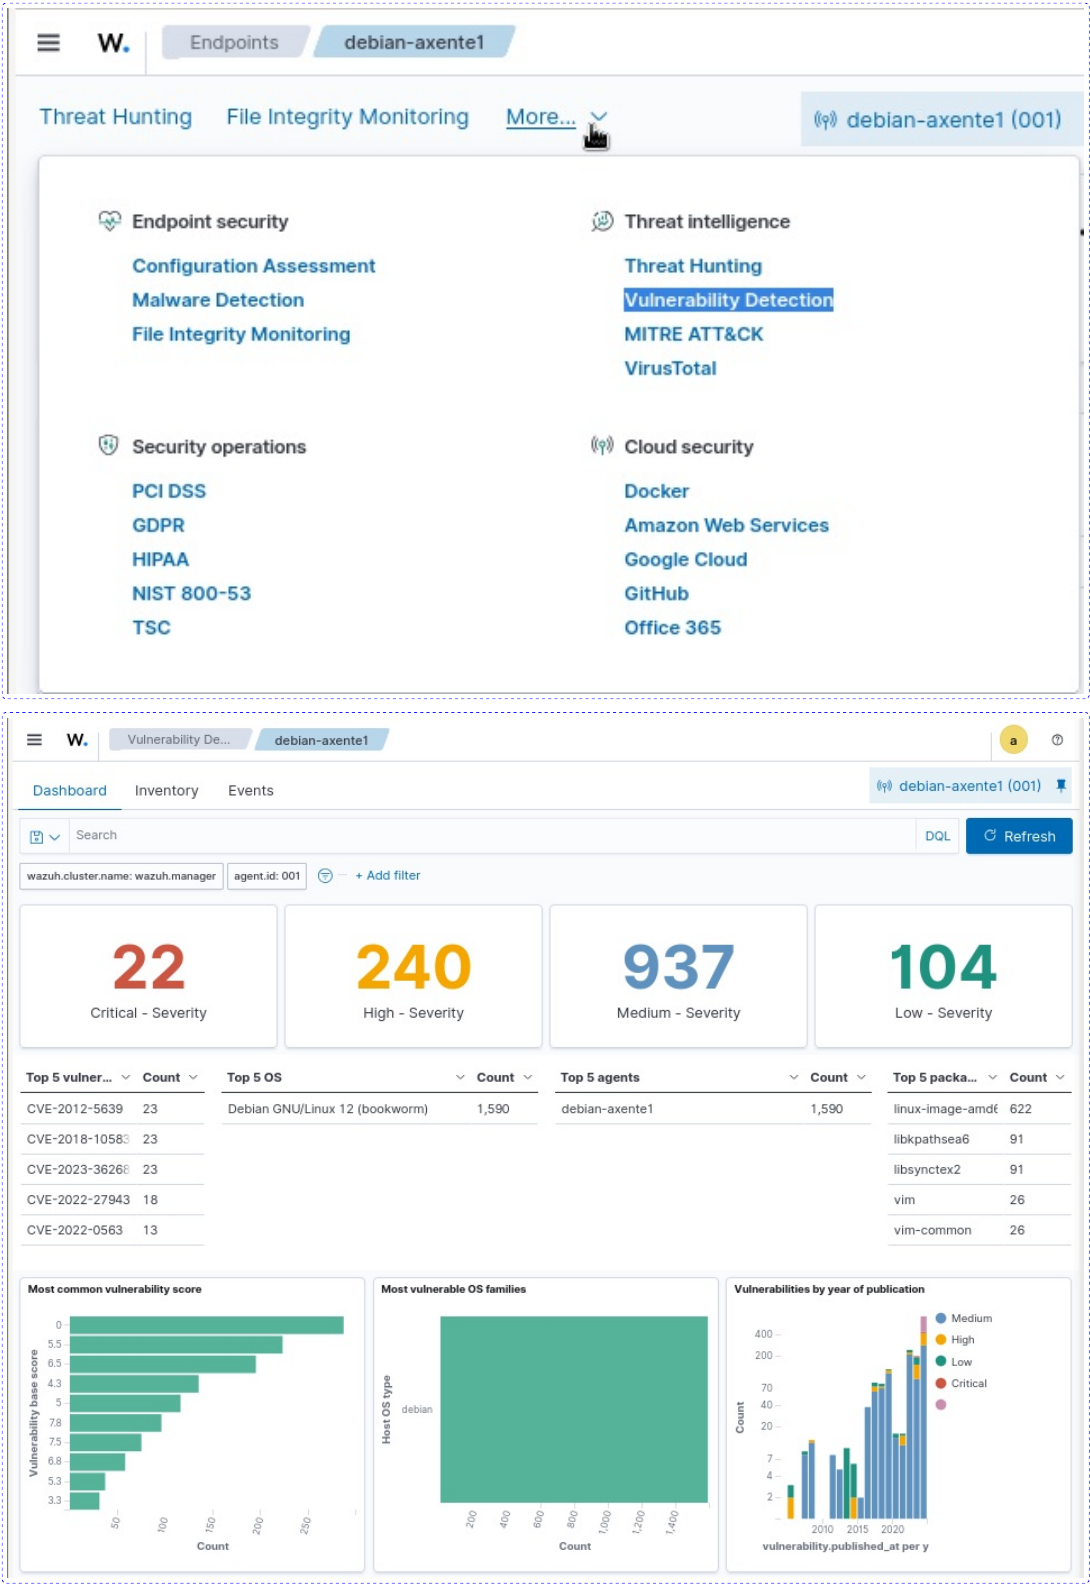 W. Endpoints debian-axente1
Threat Hunting File Integrity Monitoring More... debian-axente1 (001)
Endpoint security
Configuration Assessment
Malware Detection
File Integrity Monitoring
Threat intelligence
Threat Hunting
Vulnerability Detection
MITRE ATT&CK
VirusTotal
Security operations
PCI DSS
GDPR
HIPAA
NIST 800-53
TSC
Cloud security
Docker
Amazon Web Services
Google Cloud
GitHub
Office 365
W. Vulnerability De... debian-axente1 a
Dashboard Inventory Events debian-axente1 (001)
Search DQL Refresh
wazuh.cluster.name: wazuh.manager agent.id: 001 + Add filter
22
Critical - Severity
240
High - Severity
937
Medium - Severity
104
Low - Severity
Top 5 vulner... Count
CVE-2012-5639 23
CVE-2018-10583 23
CVE-2023-36268 23
CVE-2022-27943 18
CVE-2022-0563 13
Top 5 OS Count
Debian GNU/Linux 12 (bookworm) 1,590
Top 5 agents Count
debian-axente1 1,590
Top 5 packa... Count
linux-image-amd6 622
libkpathsea6 91
libsynctex2 91
vim 26
vim-common 26
Most common vulnerability score
Vulnerability base score
0
5.5
6.5
4.3
5
7.8
7.5
6.8
5.3
3.3
50 100 150 200 250
Count
Most vulnerable OS families
Host OS type
debian
200 400 600 800 1,000 1,200 1,400
Count
Vulnerabilities by year of publication
Count
400
200
70
40
20
7
4
2
2010 2015 2020
vulnerability.published_at per y
Medium
High
Low
Critical